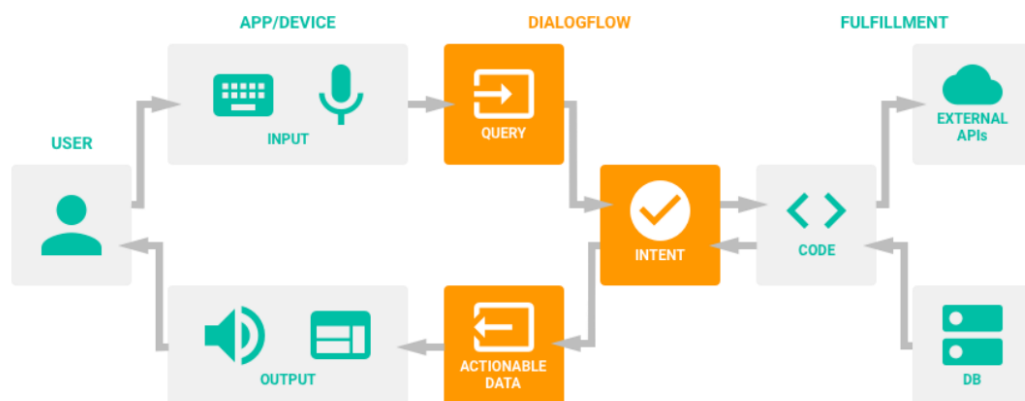 APP/DEVICE
DIALOGFLOW
FULFILLMENT
INPUT
QUERY
EXTERNAL
APIs
USER
INTENT
CODE
OUTPUT
ACTIONABLE
DATA
DB